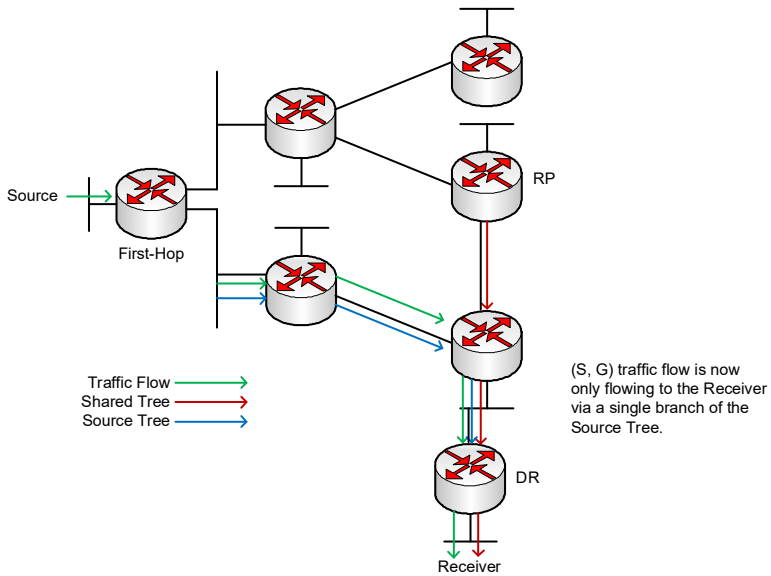 RP
Source
First-Hop
Traffic Flow
Shared Tree
Source Tree
(S, G) traffic flow is now
only flowing to the Receiver
via a single branch of the
Source Tree.
DR
Receiver